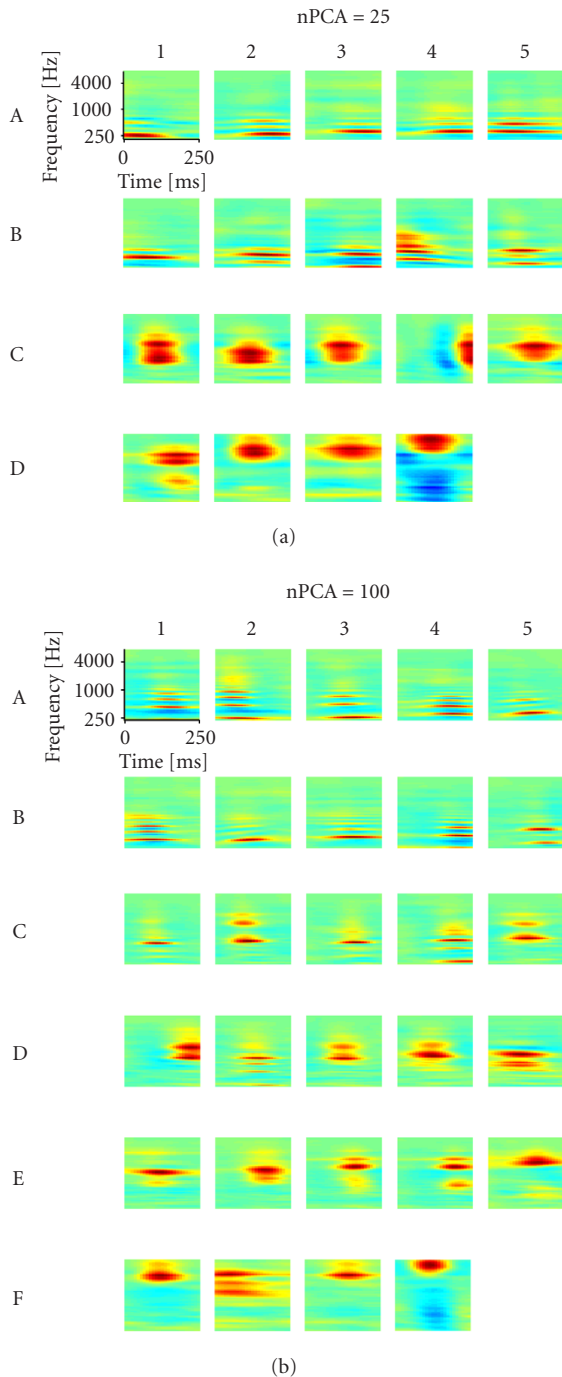 nPCA = 25
1 2 3 4 5
Frequency [Hz]
4000
1000
250
A
0 250
Time [ms]
B
C
D
(a)
nPCA = 100
1 2 3 4 5
Frequency [Hz]
4000
1000
250
A
0 250
Time [ms]
B
C
D
E
F
(b)